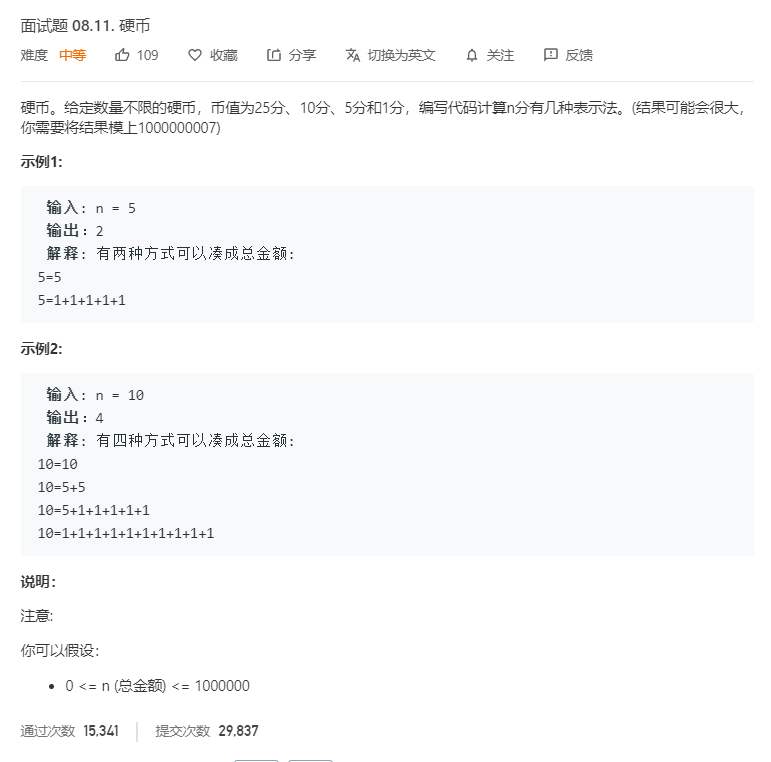 面试题 08.11. 硬币
难度 中等 109 收藏 分享 切换为英文 关注 反馈
硬币。给定数量不限的硬币，币值为25分、10分、5分和1分，编写代码计算n分有几种表示法。(结果可能会很大，
你需要将结果模上1000000007)
示例1:
输入: n = 5
输出：2
解释: 有两种方式可以凑成总金额:
5=5
5=1+1+1+1+1
示例2:
输入: n = 10
输出：4
解释: 有四种方式可以凑成总金额:
10=10
10=5+5
10=5+1+1+1+1+1
10=1+1+1+1+1+1+1+1+1+1
说明：
注意:
你可以假设：
• 0 <= n (总金额) <= 1000000
通过次数 15,341 提交次数 29,837